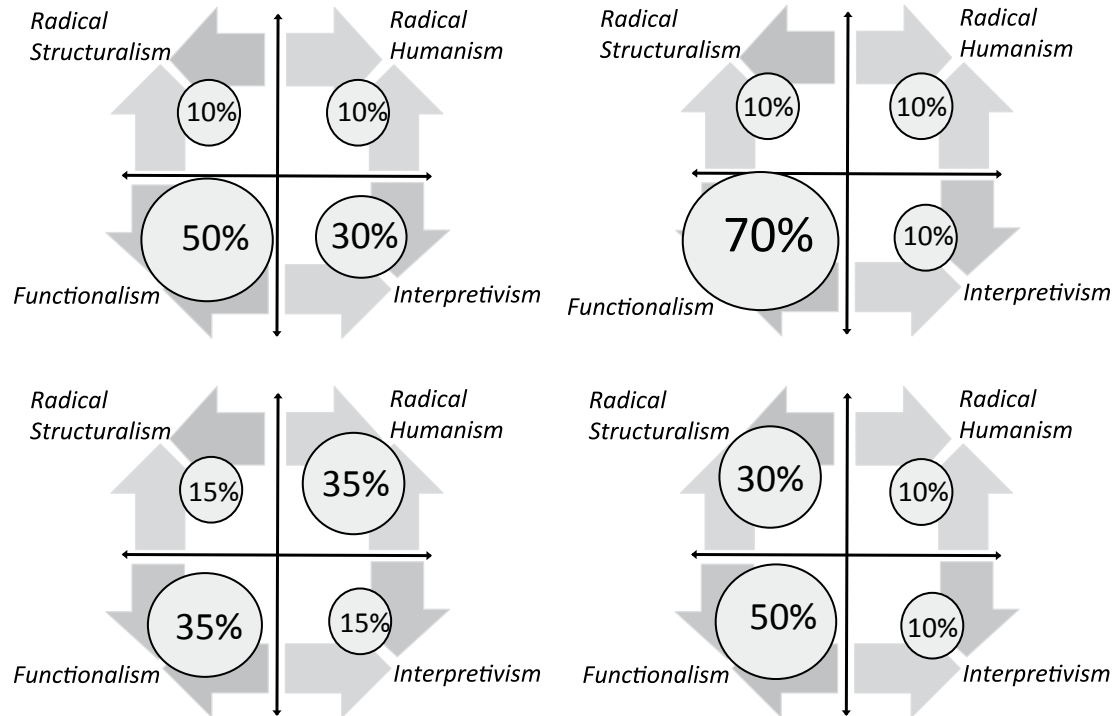 Radical
Structuralism
Radical
Humanism
10%
10%
50%
30%
Functionalism
Interpretivism
Radical
Structuralism
Radical
Humanism
10%
10%
70%
10%
Functionalism
Interpretivism
Radical
Structuralism
Radical
Humanism
15%
35%
35%
15%
Functionalism
Interpretivism
Radical
Structuralism
Radical
Humanism
30%
10%
50%
10%
Functionalism
Interpretivism